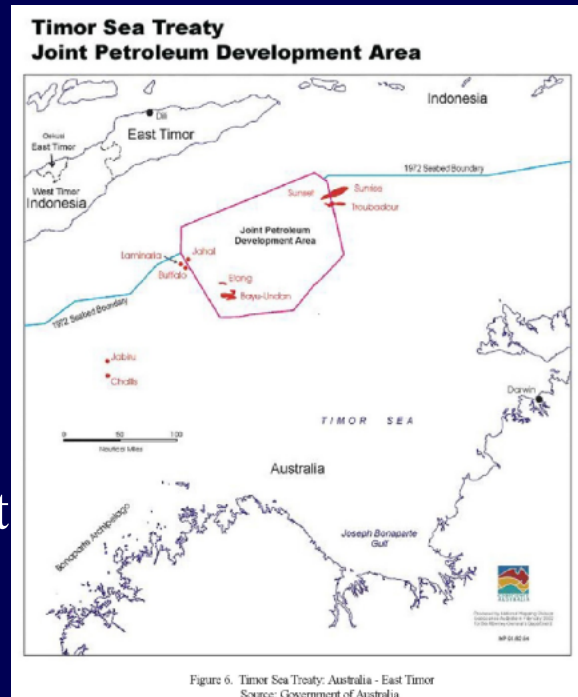 Timor Sea Treaty
Joint Petroleum Development Area
Indonesia
Dili
East Timor
East Timor
West Timor
Indonesia
1972 Seabed Boundary
Sunset
Sunrise
Troubadour
Joint Petroleum
Development Area
Laminaria
Jahal
Buffalo
Elang
Bayu-Undan
1972 Seabed Boundary
Jabiru
Challis
Darwin
TIMOR SEA
0 50 100
Nautical Miles
Australia
t
Bonaparte Archipelago
Joseph Bonaparte
Gulf
AUSTRALIA
Figure 6. Timor Sea Treaty: Australia - East Timor
Source: Government of Australia